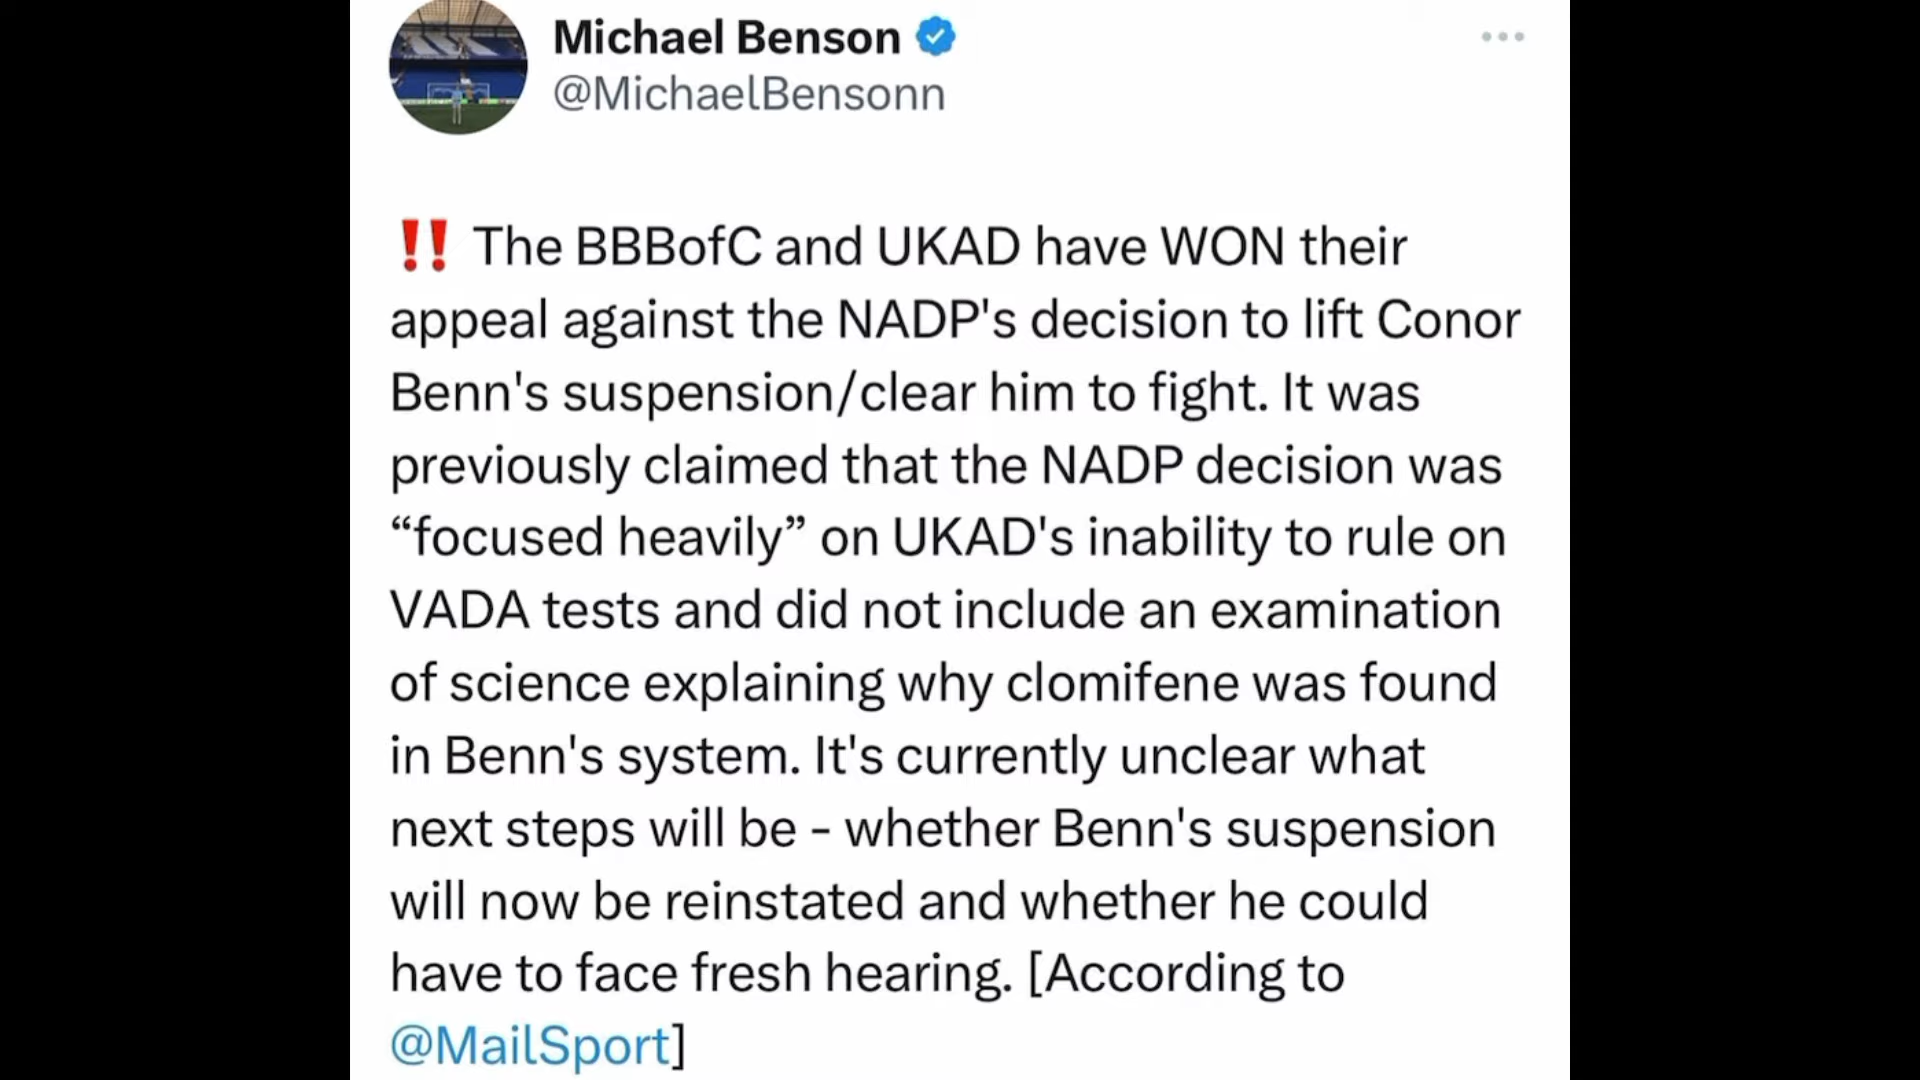 Michael Benson
@MichaelBensonn
‼️ The BBBofC and UKAD have WON their
appeal against the NADP's decision to lift Conor
Benn's suspension/clear him to fight. It was
previously claimed that the NADP decision was
“focused heavily” on UKAD's inability to rule on
VADA tests and did not include an examination
of science explaining why clomifene was found
in Benn's system. It's currently unclear what
next steps will be - whether Benn's suspension
will now be reinstated and whether he could
have to face fresh hearing. [According to
@MailSport]